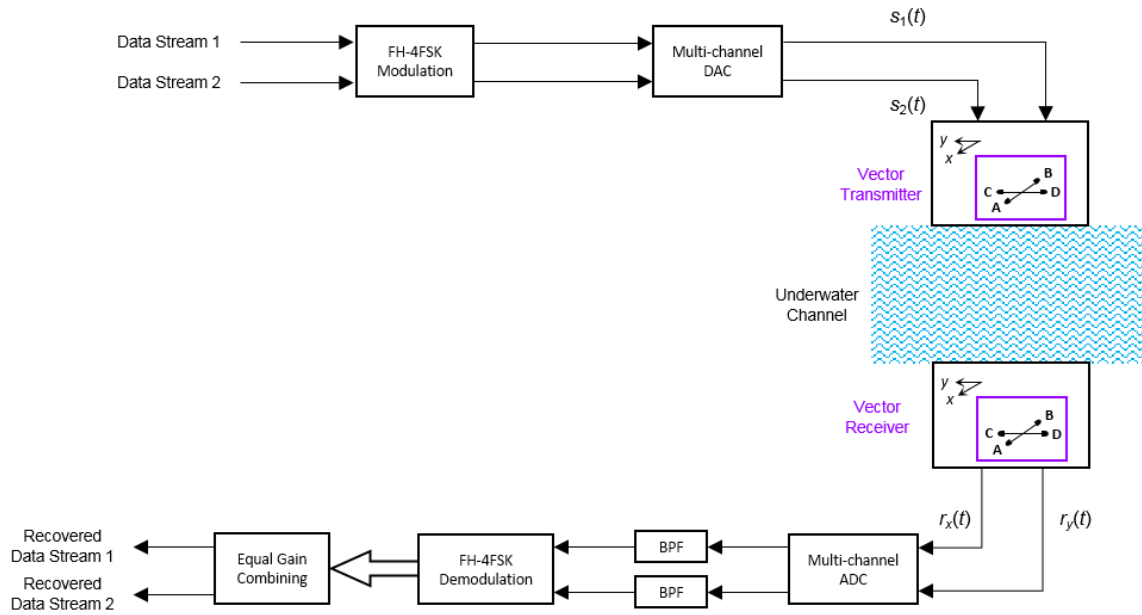 Data Stream 1
Data Stream 2
FH-4FSK
Modulation
Multi-channel
DAC
s₁(t)
s₂(t)
y
x
B
C
D
A
Vector
Transmitter
Underwater
Channel
y
x
B
C
D
A
Vector
Receiver
rₓ(t)
r_y(t)
Recovered
Data Stream 1
Recovered
Data Stream 2
Equal Gain
Combining
FH-4FSK
Demodulation
BPF
BPF
Multi-channel
ADC